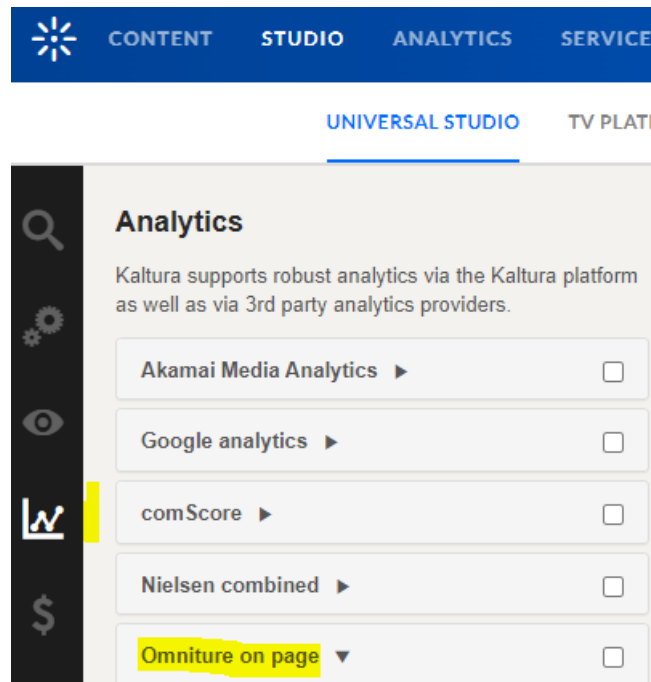 CONTENT STUDIO ANALYTICS SERVICE
UNIVERSAL STUDIO TV PLAT
Analytics
Kaltura supports robust analytics via the Kaltura platform
as well as via 3rd party analytics providers.
Akamai Media Analytics
Google analytics
comScore
Nielsen combined
Omniture on page